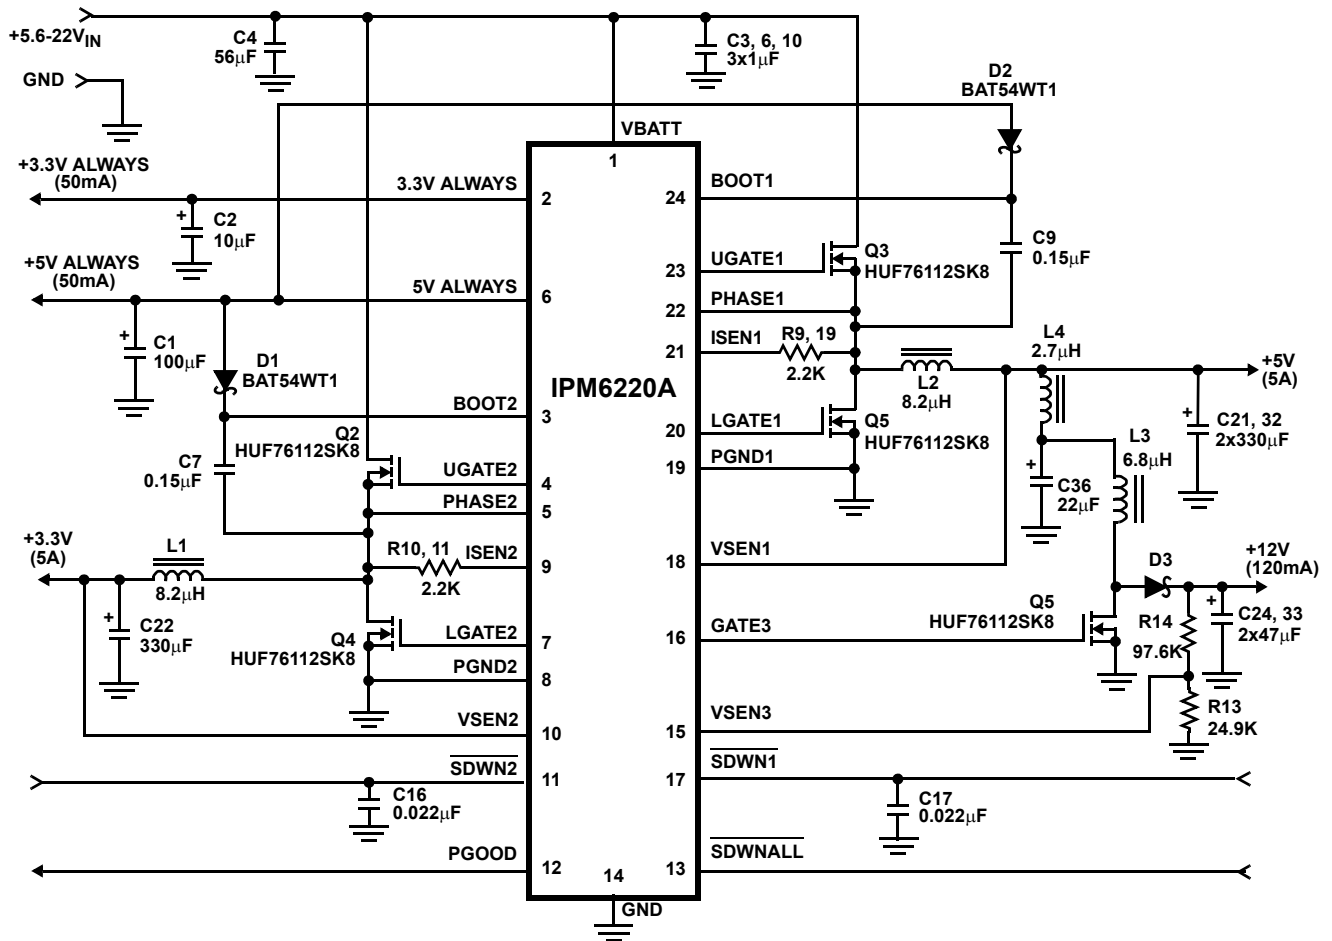 +5.6-22VIN
C4
56μF
C3, 6, 10
3x1μF
GND
D2
BAT54WT1
VBATT
1
+3.3V ALWAYS
(50mA)
3.3V ALWAYS
2
C2
10μF
BOOT1
24
C9
0.15μF
+5V ALWAYS
(50mA)
5V ALWAYS
6
UGATE1
23
Q3
HUF76112SK8
PHASE1
22
C1
100μF
D1
BAT54WT1
ISEN1
21
R9, 19
2.2K
L4
2.7μH
+5V
(5A)
IPM6220A
L2
8.2μH
BOOT2
3
LGATE1
20
Q5
HUF76112SK8
C21, 32
2x330μF
Q2
HUF76112SK8
C7
0.15μF
UGATE2
4
PGND1
19
L3
6.8μH
C36
22μF
PHASE2
5
+3.3V
(5A)
L1
8.2μH
R10, 11
2.2K
ISEN2
9
VSEN1
18
+12V
(120mA)
D3
C22
330μF
Q4
HUF76112SK8
LGATE2
7
GATE3
16
Q5
HUF76112SK8
R14
97.6K
C24, 33
2x47μF
PGND2
8
VSEN2
10
VSEN3
15
R13
24.9K
SDWN2
11
SDWN1
17
C16
0.022μF
C17
0.022μF
PGOOD
12
SDWNALL
13
14
GND